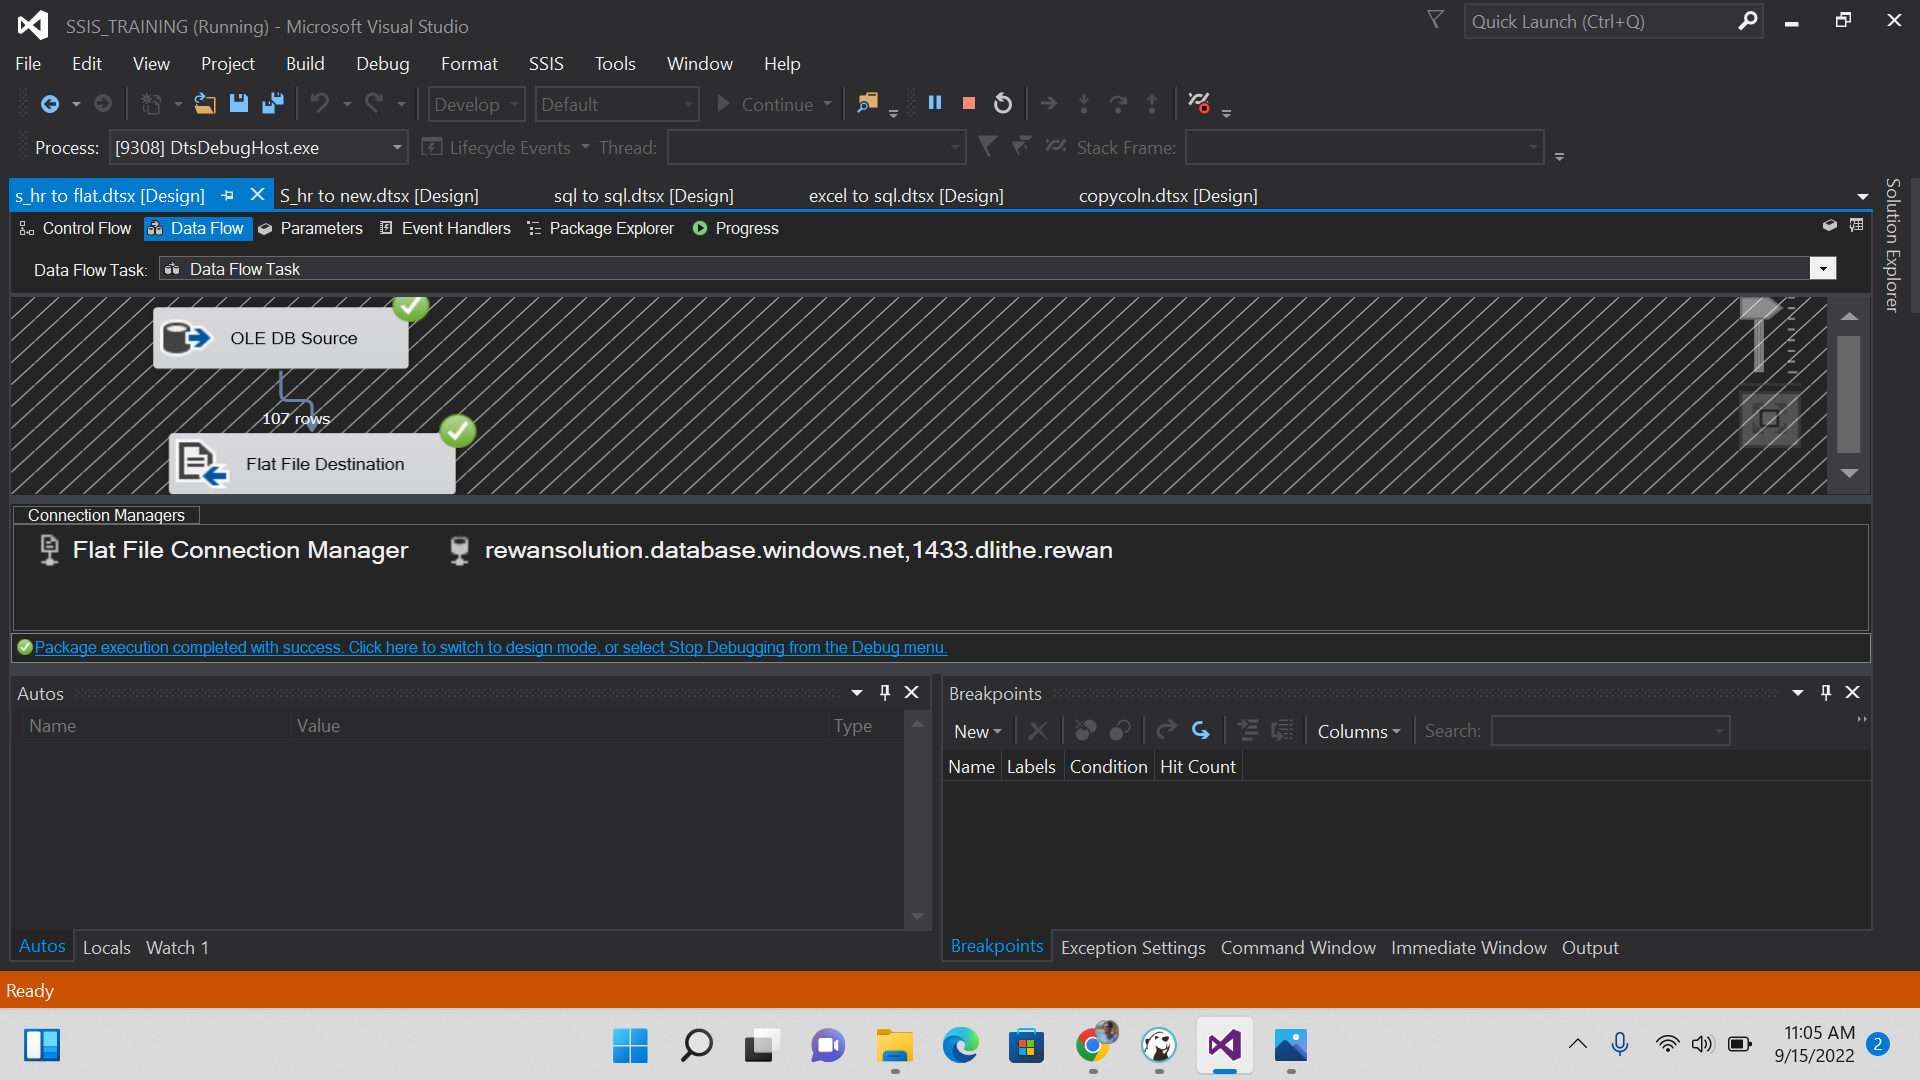 SSIS_TRAINING (Running) - Microsoft Visual Studio
Quick Launch (Ctrl+Q)
File Edit View Project Build Debug Format SSIS Tools Window Help
Develop Default Continue
Process: [9308] DtsDebugHost.exe Lifecycle Events Thread: Stack Frame:
s_hr to flat.dtsx [Design] S_hr to new.dtsx [Design] sql to sql.dtsx [Design] excel to sql.dtsx [Design] copycoln.dtsx [Design]
Solution Explorer
Control Flow Data Flow Parameters Event Handlers Package Explorer Progress
Data Flow Task: Data Flow Task
OLE DB Source
107 rows
Flat File Destination
Connection Managers
Flat File Connection Manager rewansolution.database.windows.net,1433.dlithe.rewan
Package execution completed with success. Click here to switch to design mode, or select Stop Debugging from the Debug menu.
Autos
Name Value Type
Breakpoints
New Columns Search:
Name Labels Condition Hit Count
Autos Locals Watch 1
Breakpoints Exception Settings Command Window Immediate Window Output
Ready
11:05 AM
9/15/2022
2